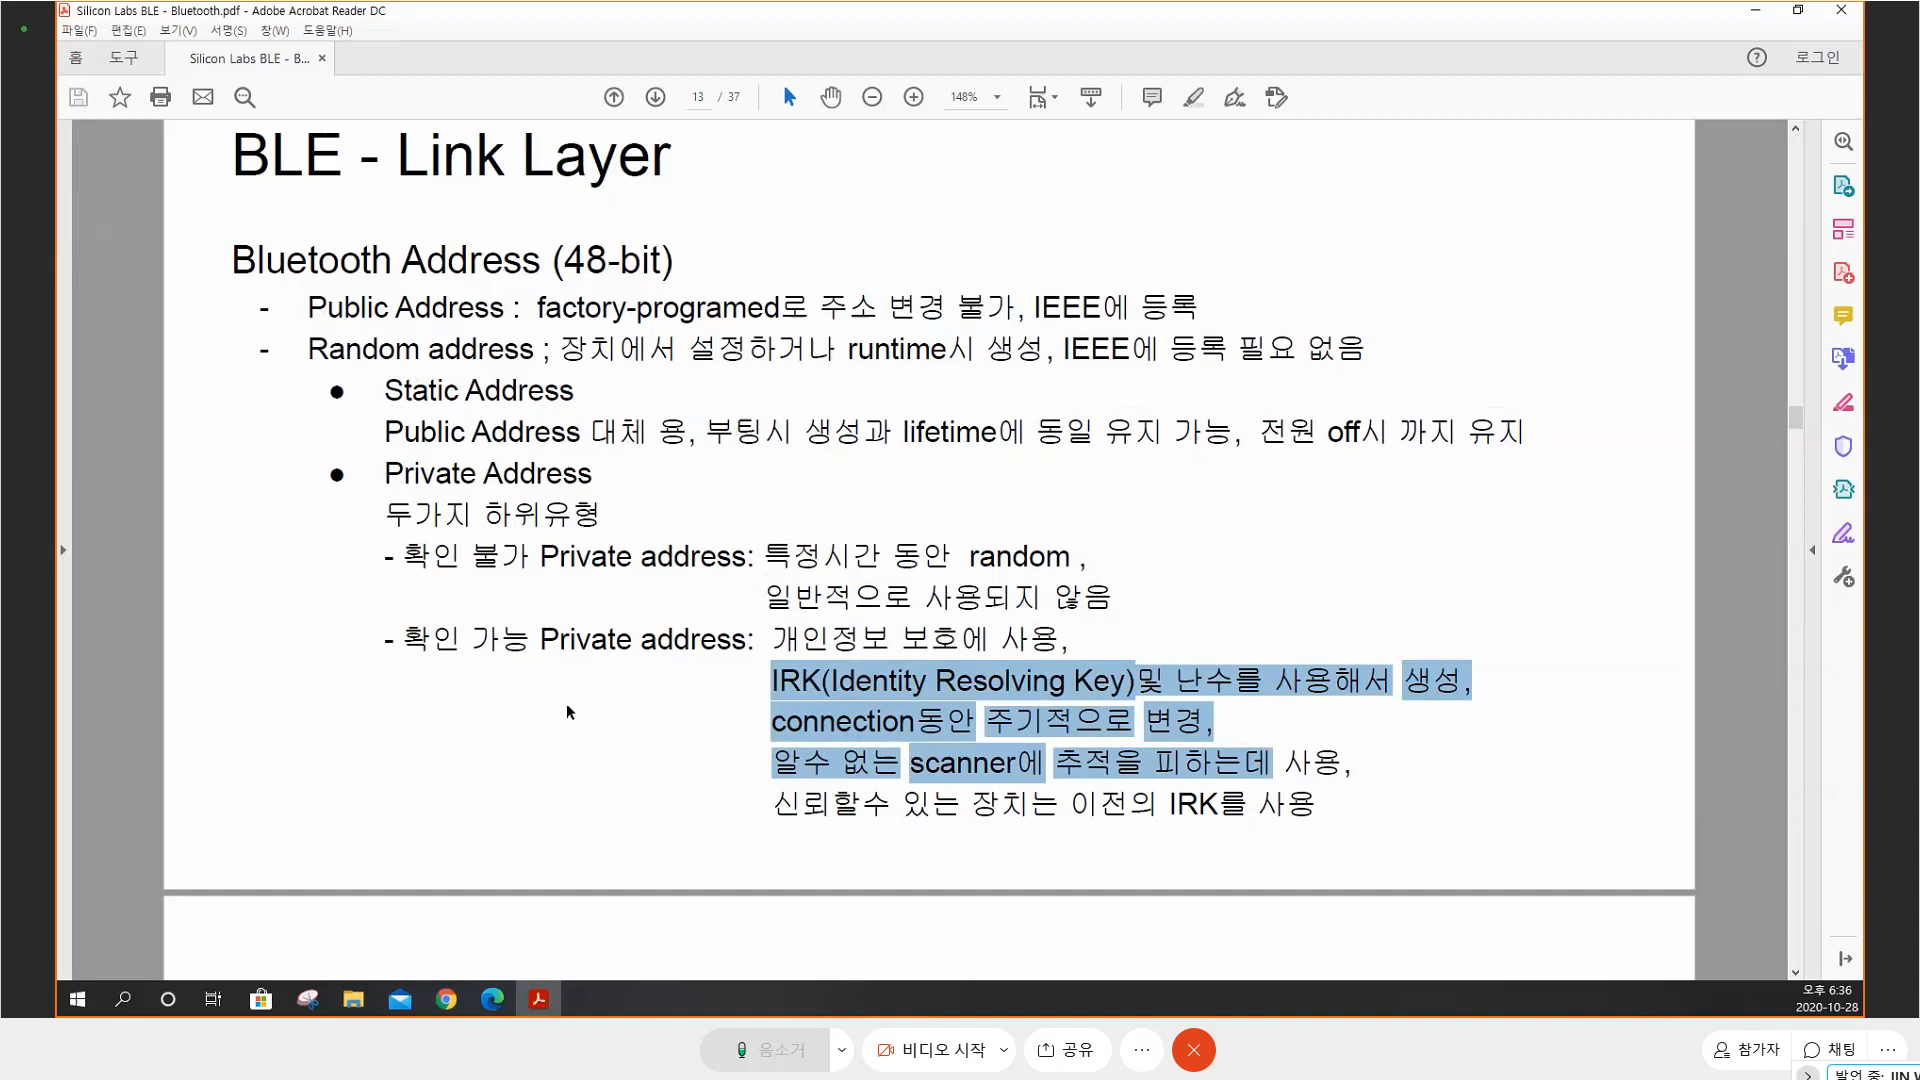 Silicon Labs BLE - Bluetooth.pdf - Adobe Acrobat Reader DC
파일(F) 편집(E) 보기(V) 서명(S) 창(W) 도움말(H)
홈 도구 Silicon Labs BLE - B... × 로그인
13 / 37 148%
BLE - Link Layer
Bluetooth Address (48-bit)
- Public Address : factory-programed로 주소 변경 불가, IEEE에 등록
- Random address ; 장치에서 설정하거나 runtime시 생성, IEEE에 등록 필요 없음
● Static Address
Public Address 대체 용, 부팅시 생성과 lifetime에 동일 유지 가능, 전원 off시 까지 유지
● Private Address
두가지 하위유형
- 확인 불가 Private address: 특정시간 동안 random ,
일반적으로 사용되지 않음
- 확인 가능 Private address: 개인정보 보호에 사용,
IRK(Identity Resolving Key)및 난수를 사용해서 생성,
connection동안 주기적으로 변경,
알수 없는 scanner에 추적을 피하는데 사용,
신뢰할수 있는 장치는 이전의 IRK를 사용
오후 6:36
2020-10-28
음소거 비디오 시작 공유 참가자 채팅
발언 중: JIN